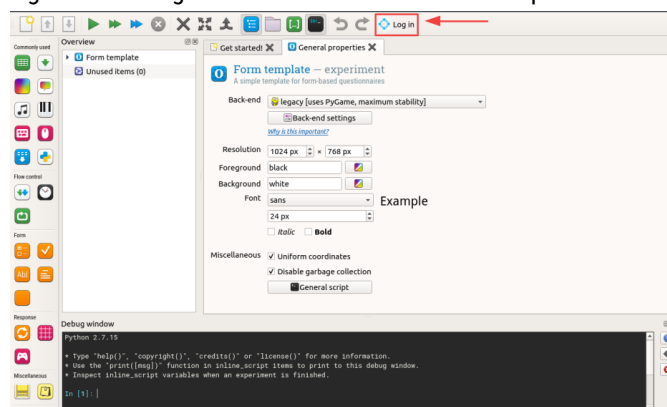 Log in
Commonly used
Overview
Form template
Unused items (0)
Get started!
General properties
Form template — experiment
A simple template for form-based questionnaires
Back-end
legacy [uses PyGame, maximum stability]
Back-end settings
Why is this important?
Resolution
1024 px × 768 px
Foreground
black
Background
white
Font
sans
Example
24 px
Italic Bold
Miscellaneous
Uniform coordinates
Disable garbage collection
General script
Flow control
Form
Abl
Response
Miscellaneous
Debug window
Python 2.7.15
* Type "help()", "copyright()", "credits()" or "license()" for more information.
* Use the "print([msg])" function in inline_script items to print to this debug window.
* Inspect inline_script variables when an experiment is finished.
In [1]: